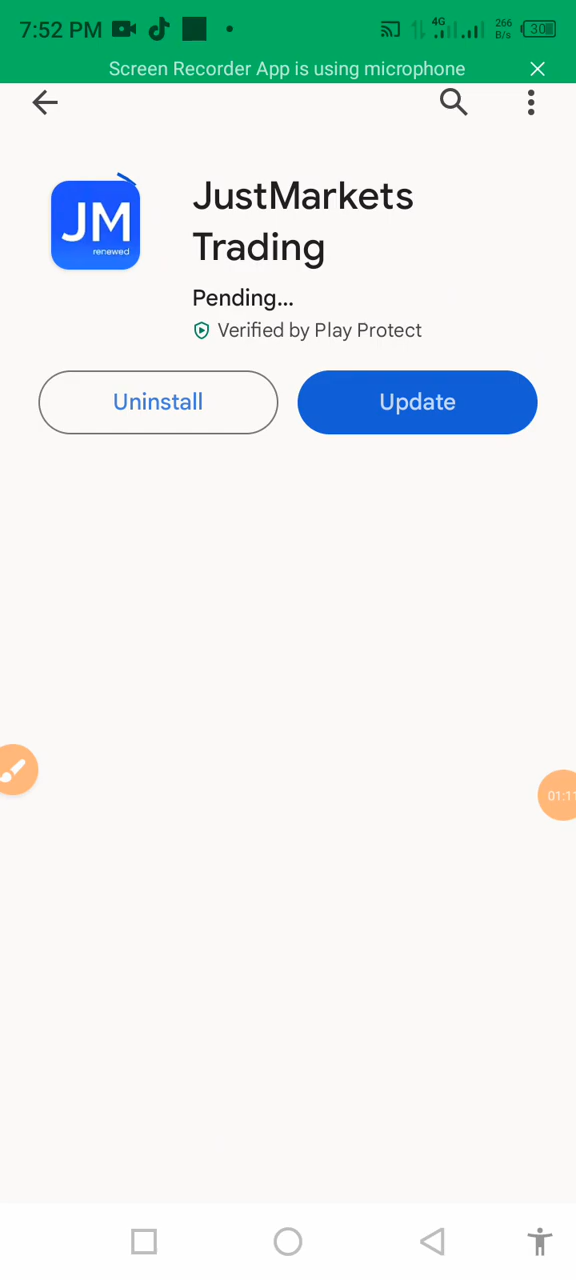 7:52 PM 4G 266 B/s 30
Screen Recorder App is using microphone
JM
renewed
JustMarkets
Trading
Pending...
Verified by Play Protect
Uninstall
Update